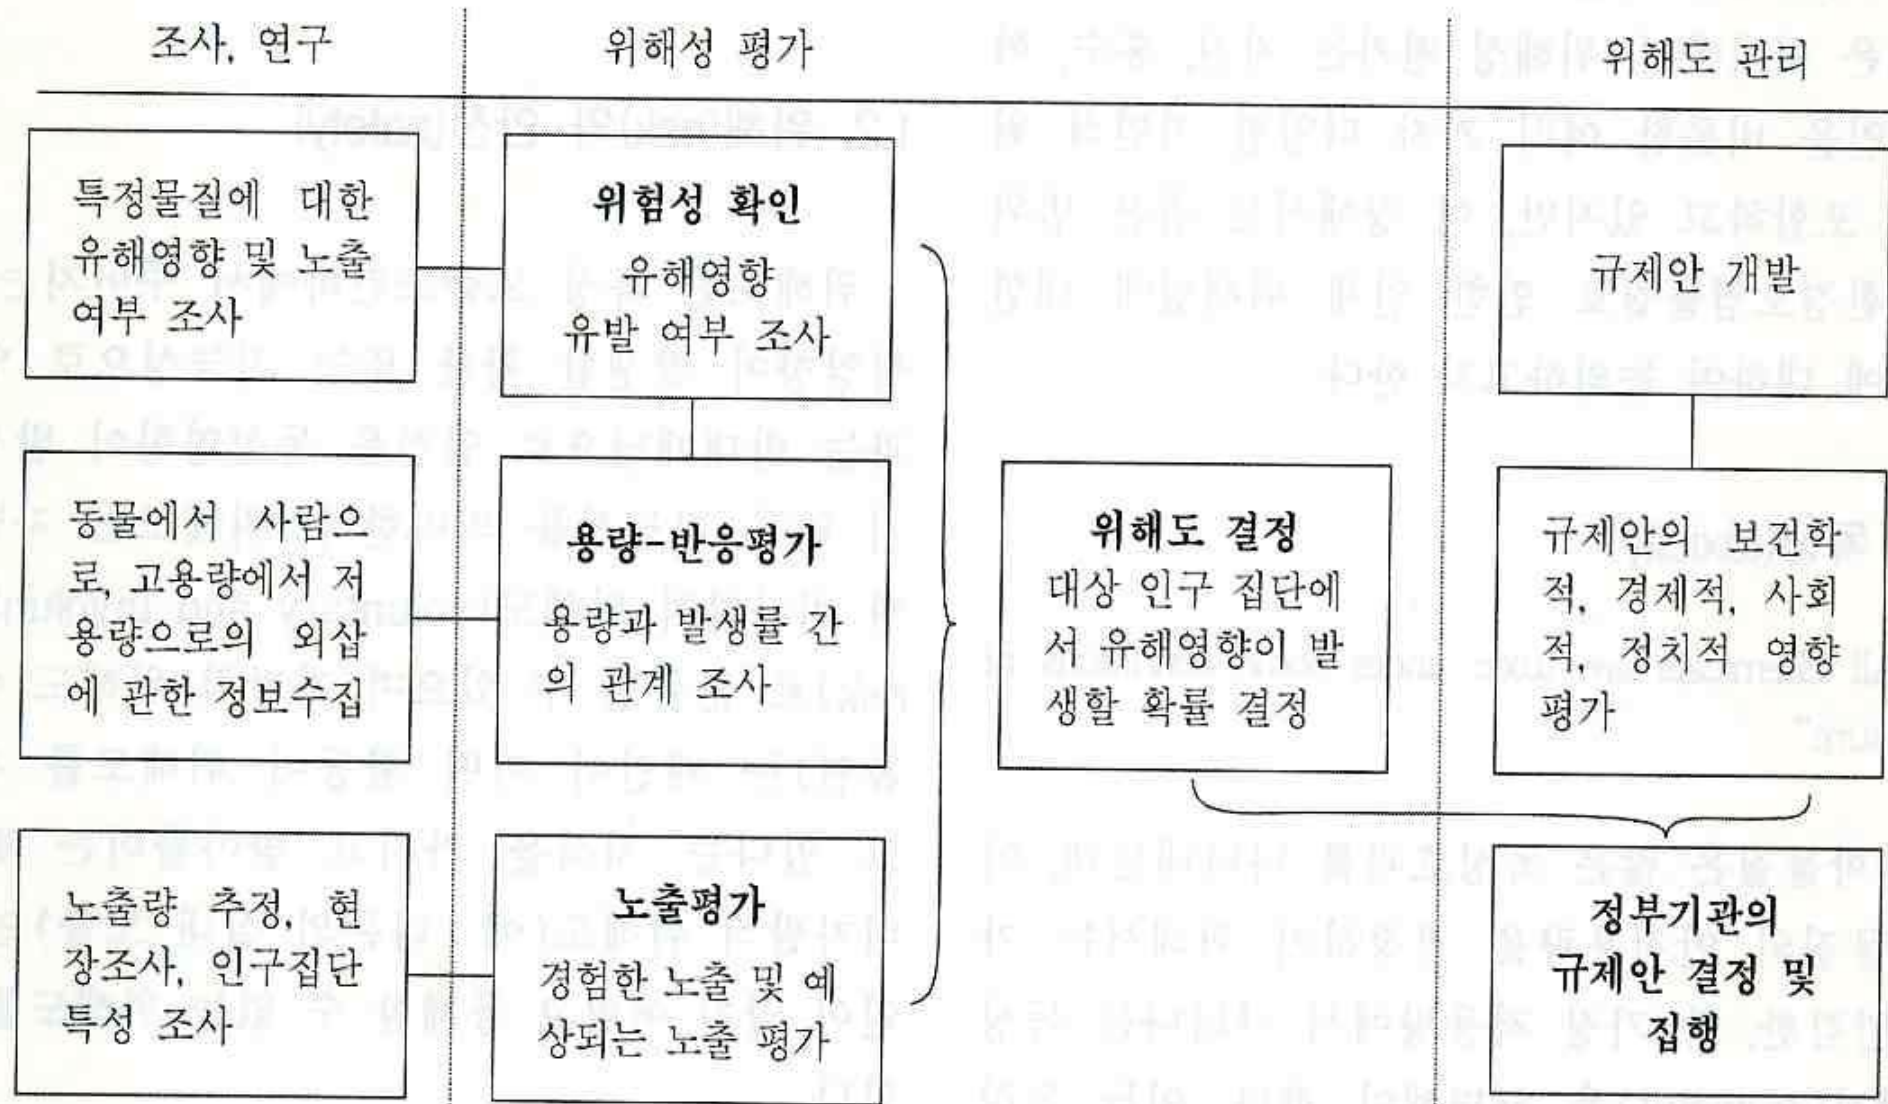 조사, 연구
위해성 평가
위해도 관리
특정물질에 대한
유해영향 및 노출
여부 조사
위험성 확인
유해영향
유발 여부 조사
규제안 개발
동물에서 사람으
로, 고용량에서 저
용량으로의 외삽
에 관한 정보수집
용량-반응평가
용량과 발생률 간
의 관계 조사
위해도 결정
대상 인구 집단에
서 유해영향이 발
생할 확률 결정
규제안의 보건학
적, 경제적, 사회
적, 정치적 영향
평가
노출량 추정, 현
장조사, 인구집단
특성 조사
노출평가
경험한 노출 및 예
상되는 노출 평가
정부기관의
규제안 결정 및
집행